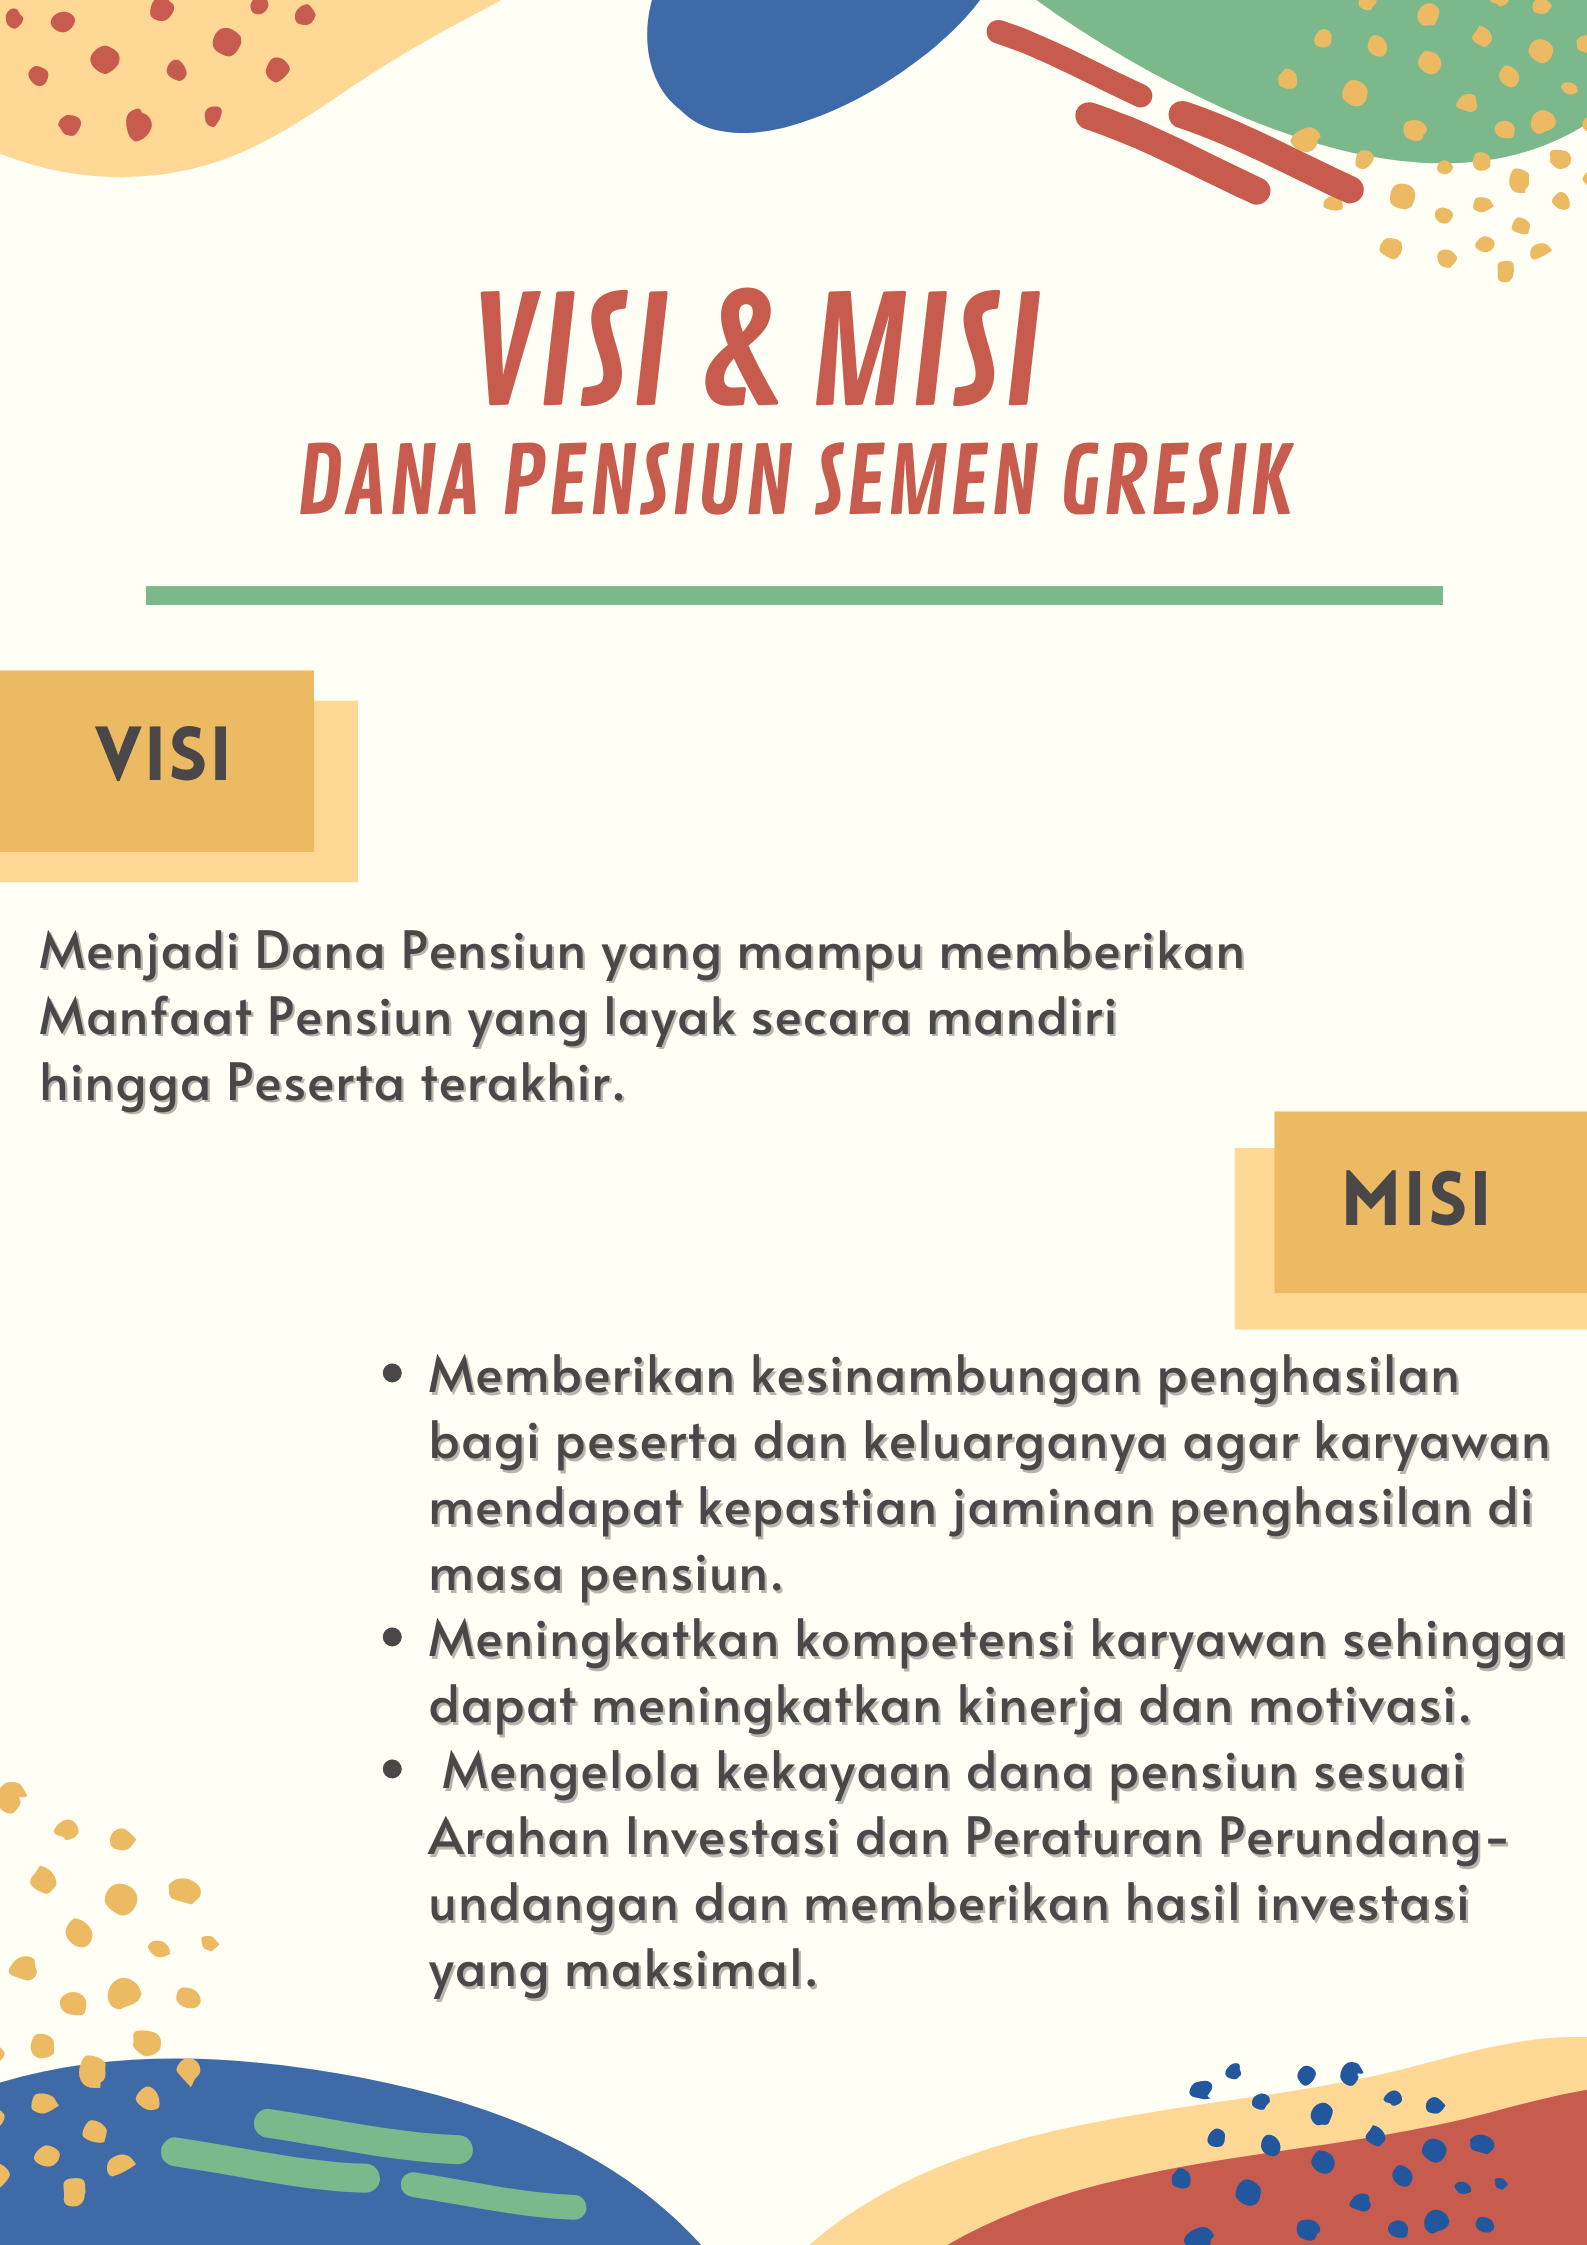 VISI & MISI
DANA PENSIUN SEMEN GRESIK
VISI
Menjadi Dana Pensiun yang mampu memberikan
Manfaat Pensiun yang layak secara mandiri
hingga Peserta terakhir.
MISI
• Memberikan kesinambungan penghasilan
bagi peserta dan keluarganya agar karyawan
mendapat kepastian jaminan penghasilan di
masa pensiun.
• Meningkatkan kompetensi karyawan sehingga
dapat meningkatkan kinerja dan motivasi.
• Mengelola kekayaan dana pensiun sesuai
Arahan Investasi dan Peraturan Perundang-
undangan dan memberikan hasil investasi
yang maksimal.